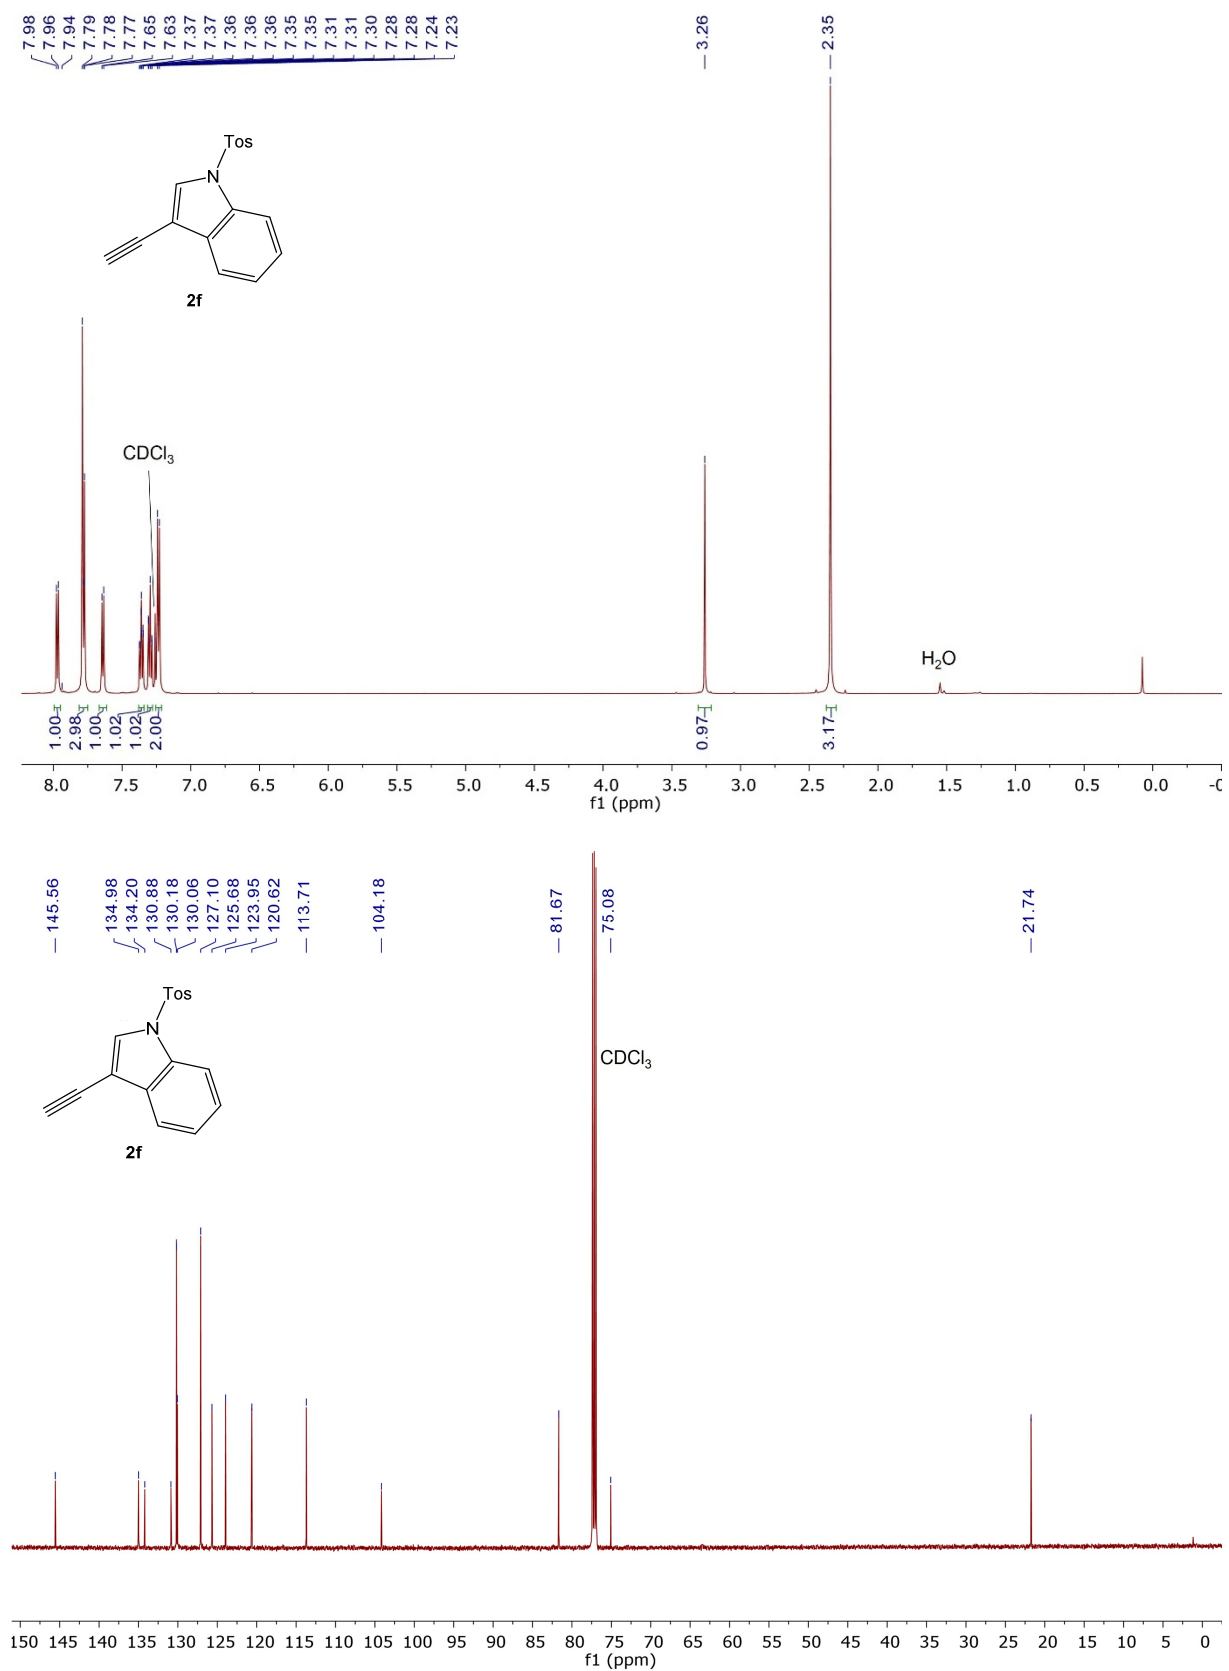 7.98 7.96 7.94 7.79 7.78 7.77 7.65 7.63 7.37 7.37 7.36 7.36 7.36 7.35 7.35 7.31 7.31 7.30 7.28 7.28 7.24 7.23 3.26 2.35
Tos
N
2f
CDCl₃
H₂O
1.00 2.98 1.00 1.02 1.02 2.00 0.97 3.17
8.0 7.5 7.0 6.5 6.0 5.5 5.0 4.5 4.0 3.5 3.0 2.5 2.0 1.5 1.0 0.5 0.0 -0
f1 (ppm)
145.56 134.98 134.20 130.88 130.18 130.06 127.10 125.68 123.95 120.62 113.71 104.18 81.67 75.08 21.74
Tos
N
CDCl₃
2f
150 145 140 135 130 125 120 115 110 105 100 95 90 85 80 75 70 65 60 55 50 45 40 35 30 25 20 15 10 5 0
f1 (ppm)